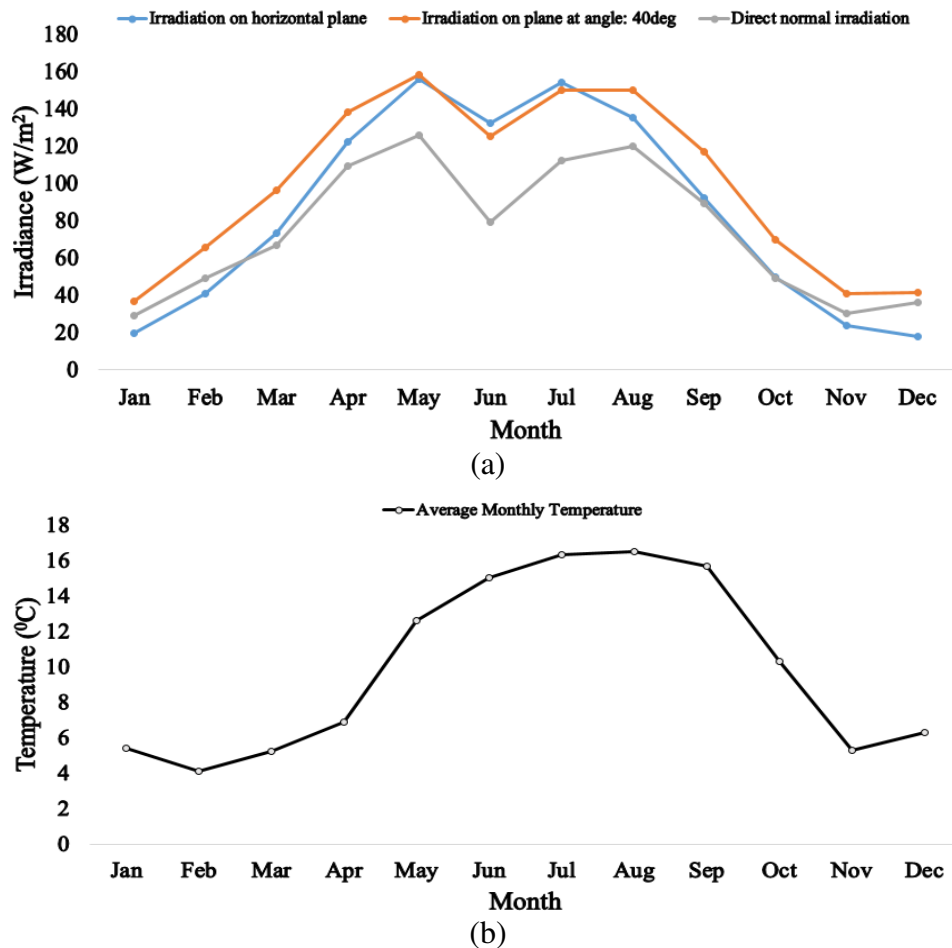 Irradiation on horizontal plane Irradiation on plane at angle: 40deg Direct normal irradiation
180
160
140
120
100
80
60
40
20
0
Irradiance (W/m²)
Jan Feb Mar Apr May Jun Jul Aug Sep Oct Nov Dec
Month
(a)
Average Monthly Temperature
18
16
14
12
10
8
6
4
2
0
Temperature (⁰C)
Jan Feb Mar Apr May Jun Jul Aug Sep Oct Nov Dec
Month
(b)